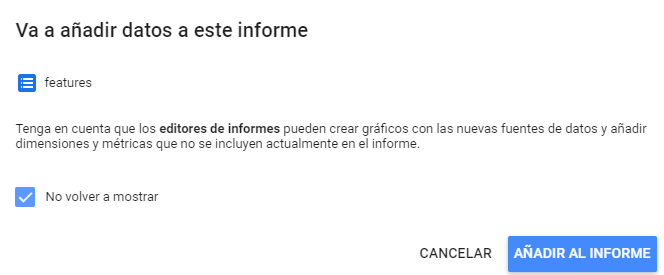 Va a añadir datos a este informe
features
Tenga en cuenta que los editores de informes pueden crear gráficos con las nuevas fuentes de datos y añadir
dimensiones y métricas que no se incluyen actualmente en el informe.
No volver a mostrar
CANCELAR
AÑADIR AL INFORME